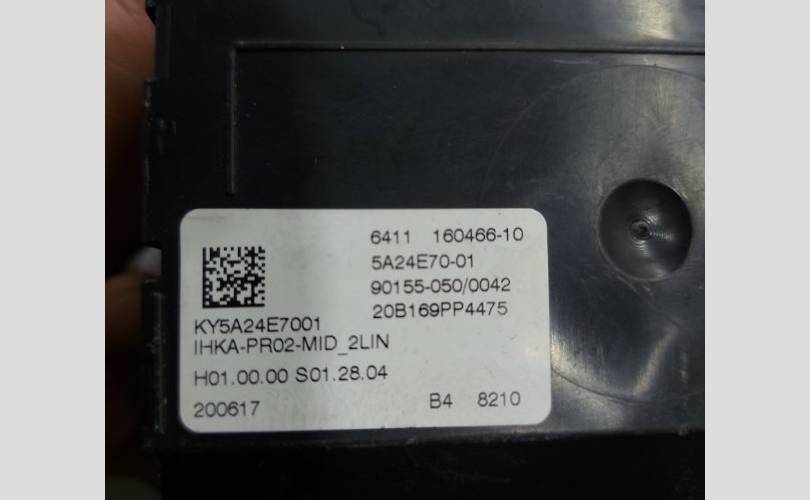 6411 160466-10
5A24E70-01
90155-050/0042
20B169PP4475
KY5A24E7001
IHKA-PR02-MID_2LIN
H01.00.00 S01.28.04
200617 B4 8210